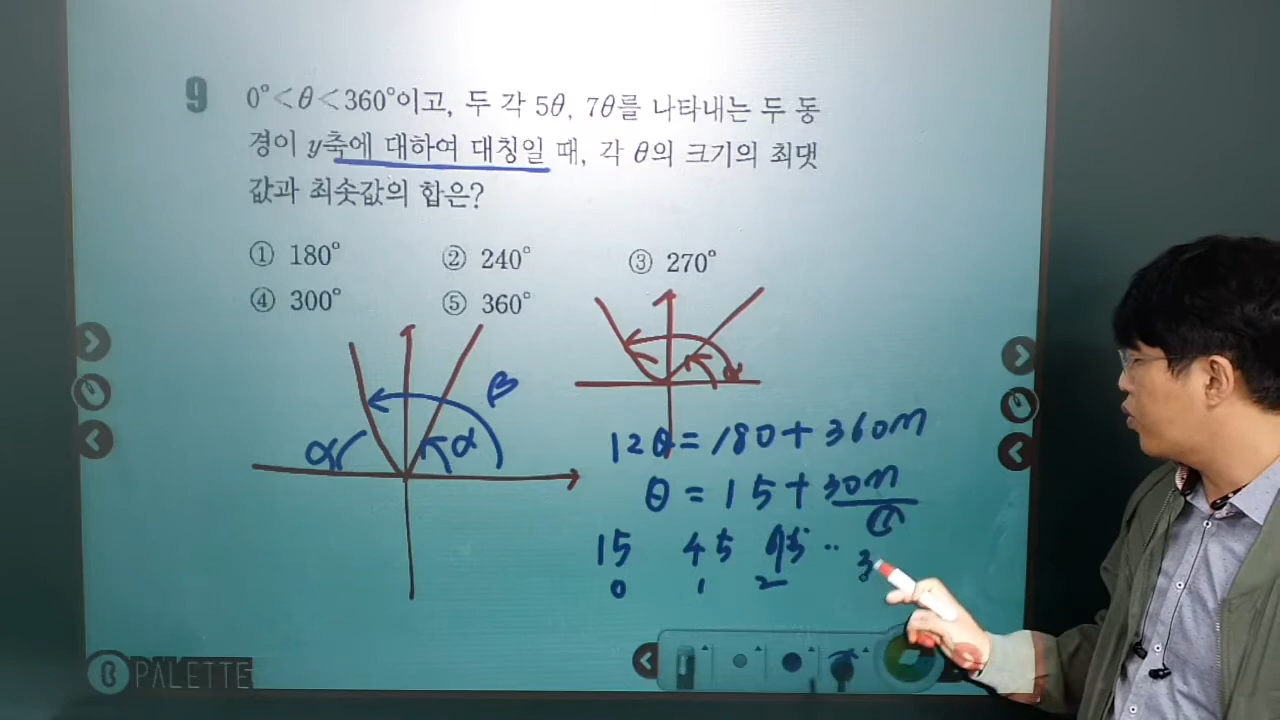 9
0°<θ<360°이고, 두 각 5θ, 7θ를 나타내는 두 동
경이 y축에 대하여 대칭일 때, 각 θ의 크기의 최댓
값과 최솟값의 합은?
① 180° ② 240° ③ 270°
④ 300° ⑤ 360°
β
α α
12θ=180+360n
θ=15+30n
11
15 45 75 ·· 3
0 1 2
PALETTE